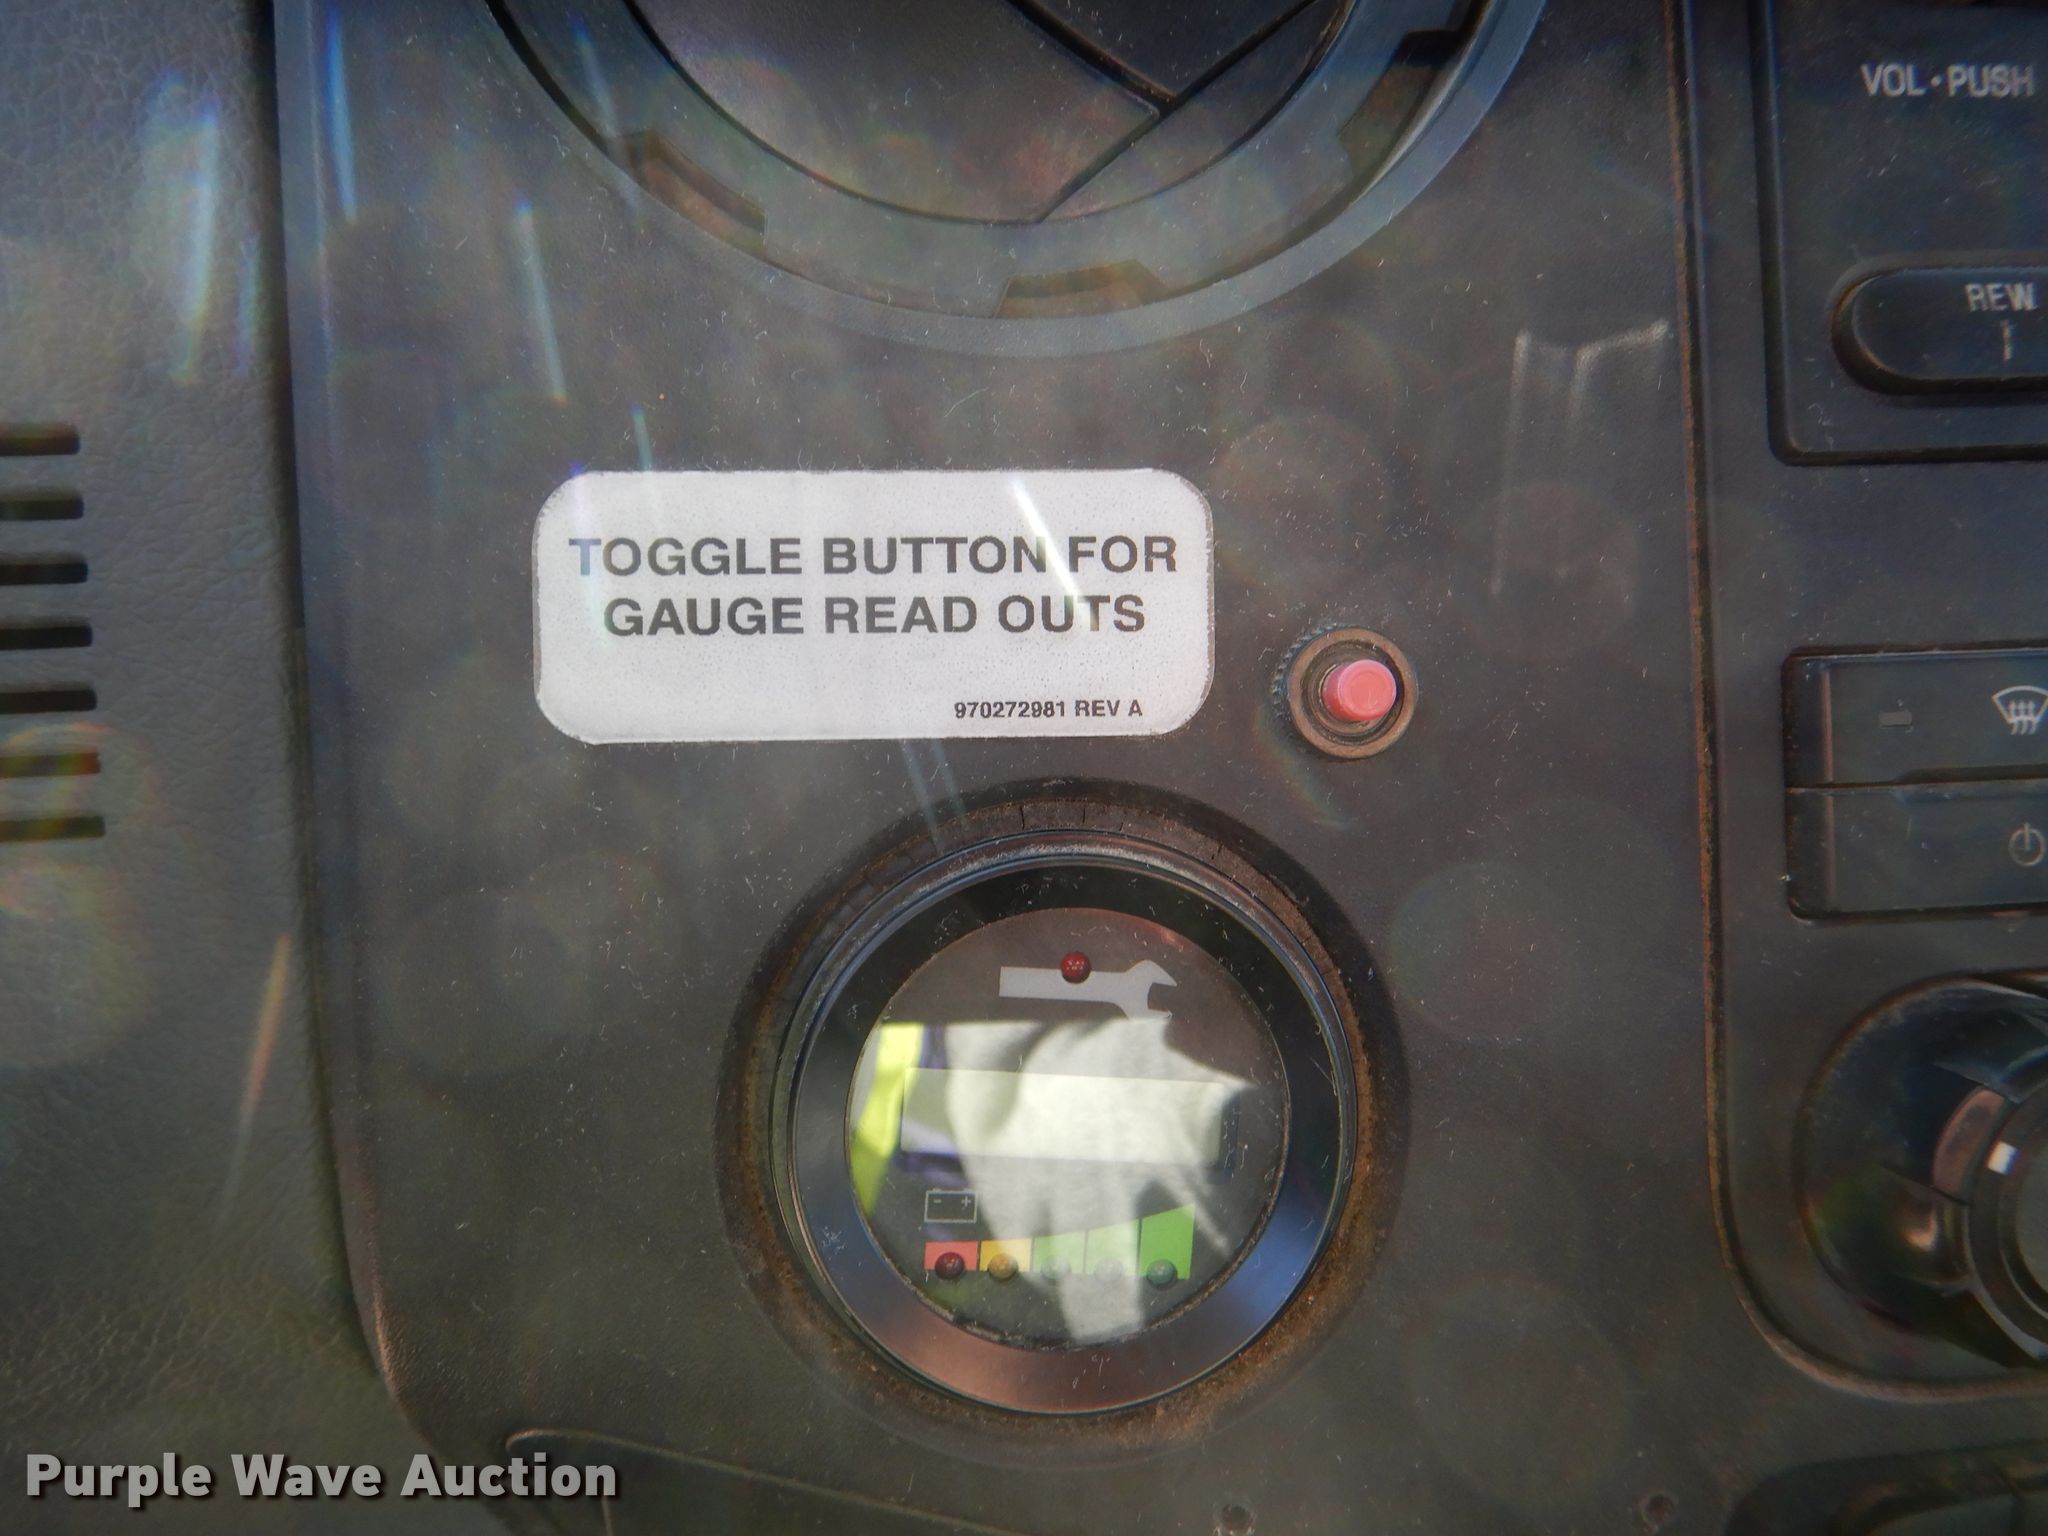 VOL • PUSH
REW
TOGGLE BUTTON FOR
GAUGE READ OUTS
970272981 REV A
- +
Purple Wave Auction